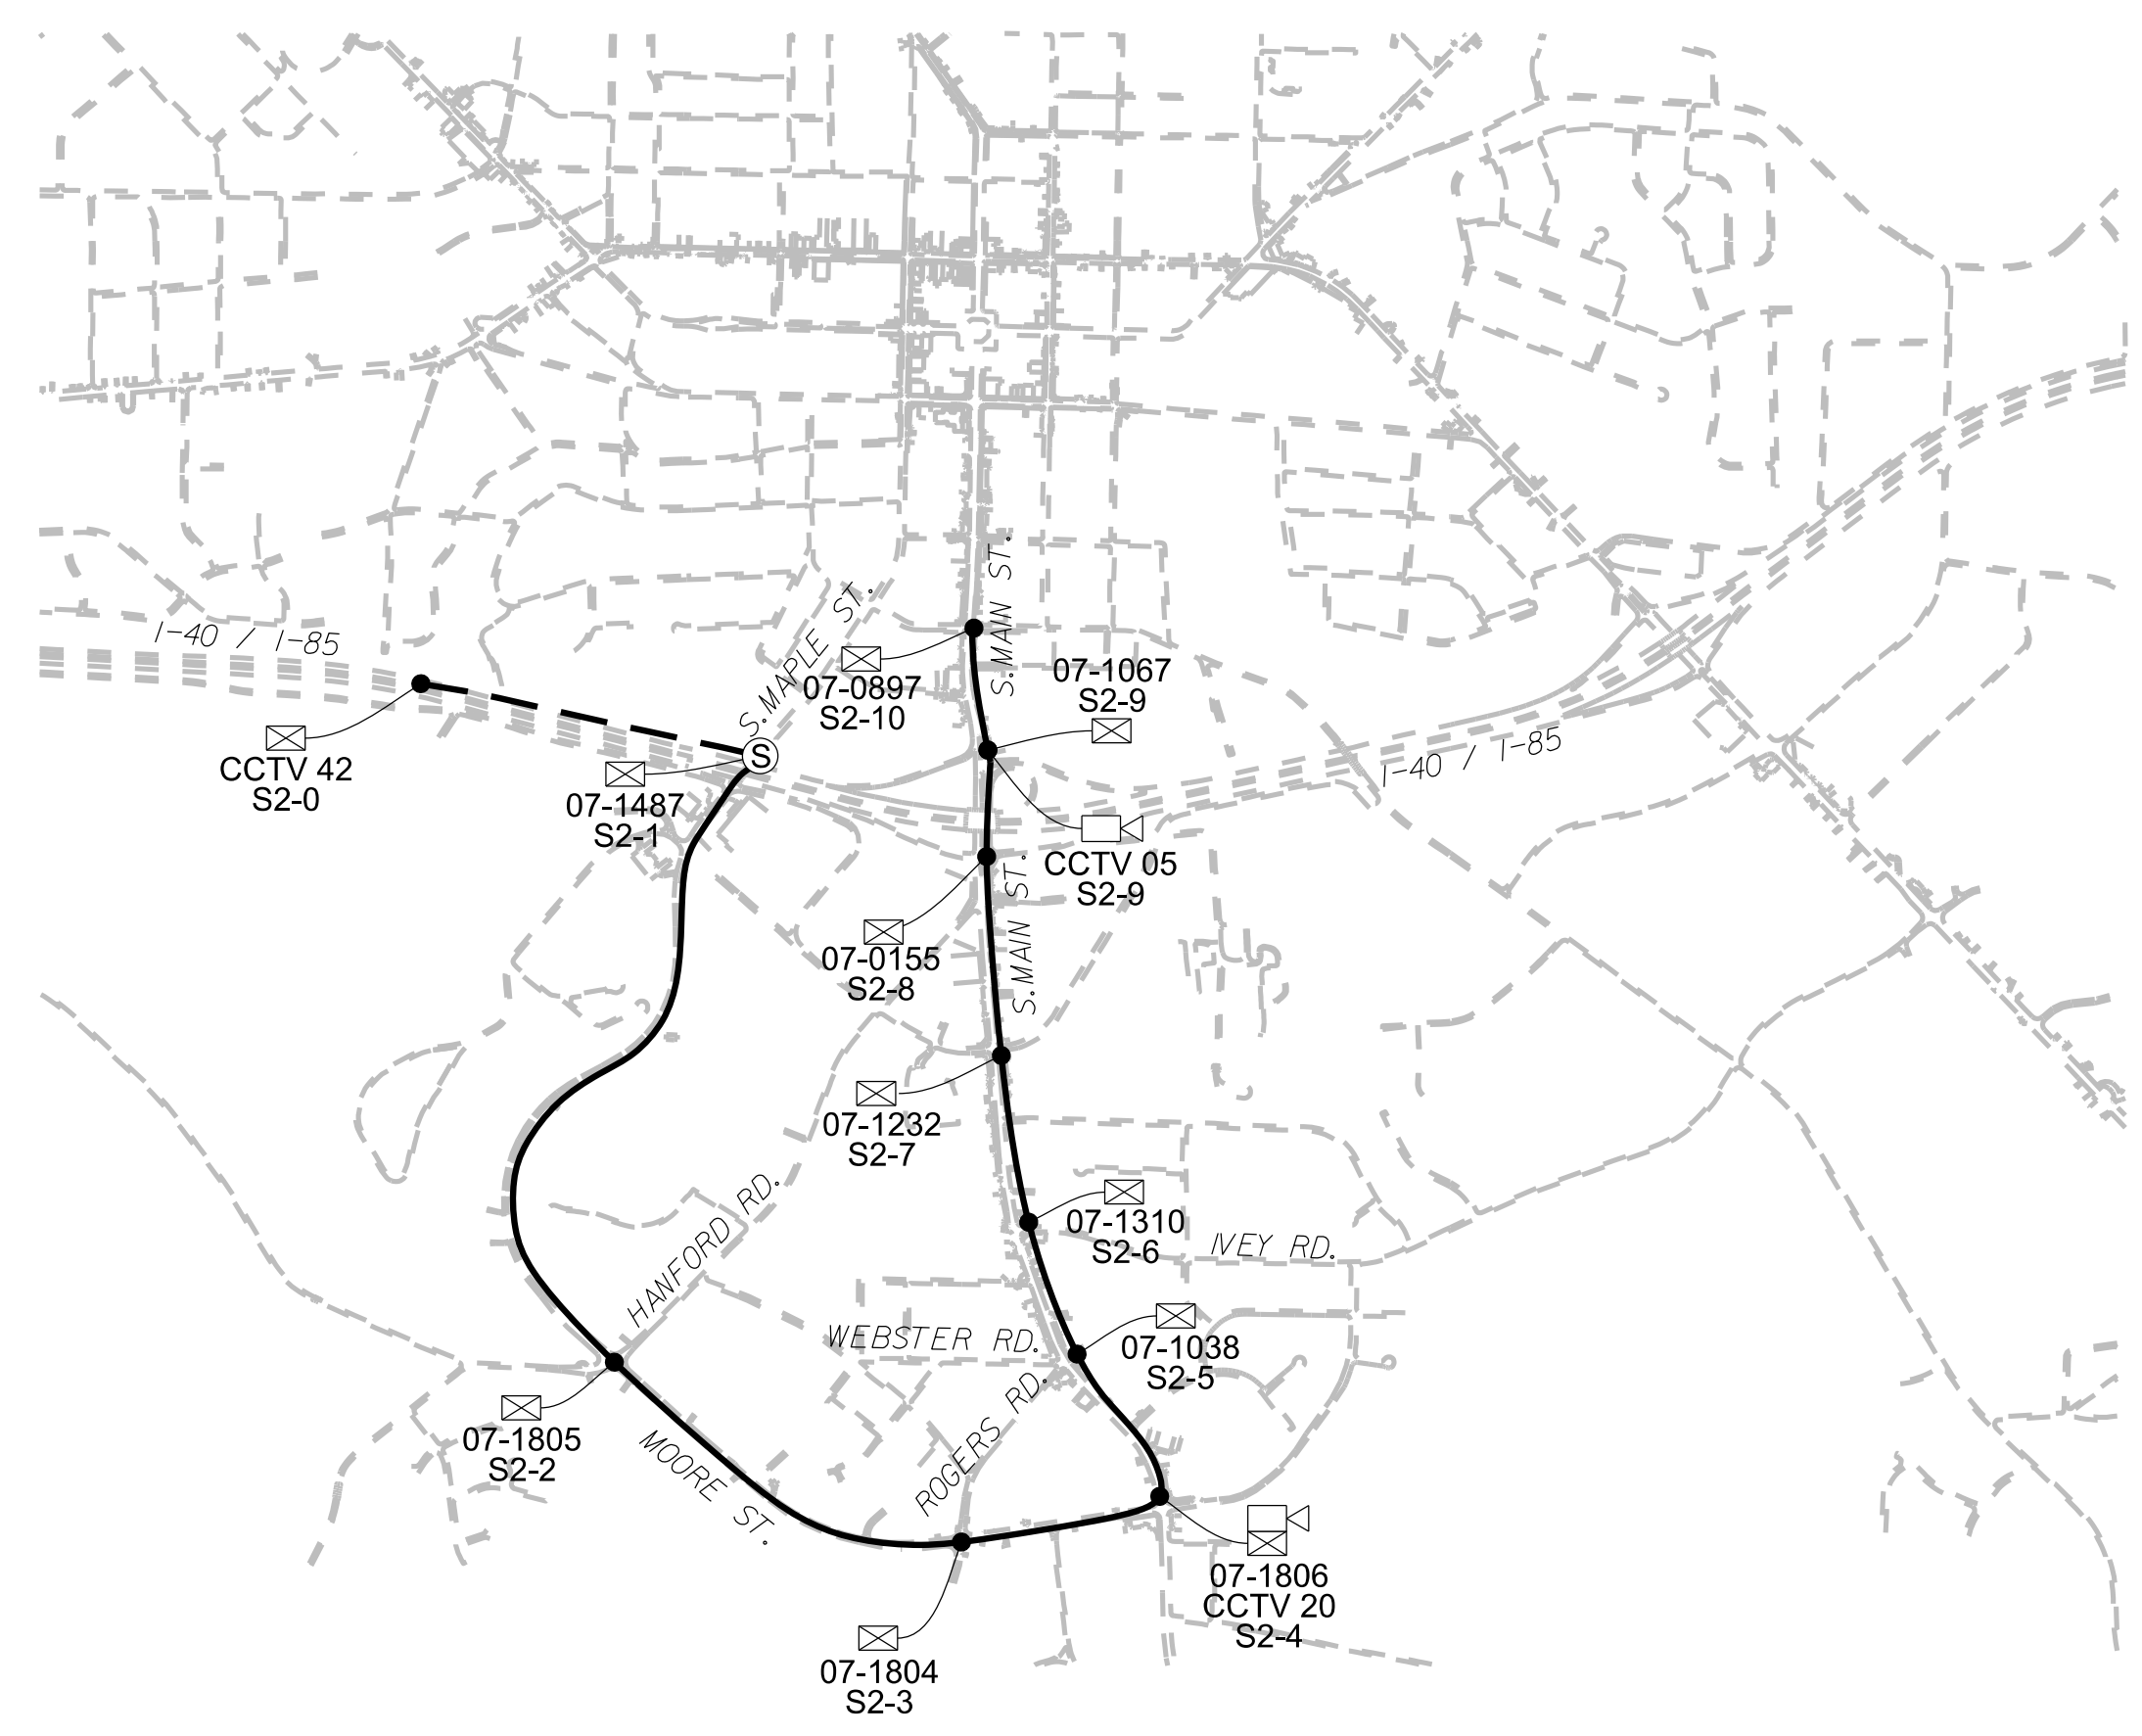 S.MAIN ST.
S.MAPLE ST.
I-40 / I-85
07-0897
S2-10
07-1067
S2-9
S
CCTV 42
S2-0
07-1487
S2-1
I-40 / I-85
CCTV 05
S2-9
S.MAIN ST.
07-0155
S2-8
07-1232
S2-7
HANFORD RD.
07-1310
S2-6
IVEY RD.
WEBSTER RD.
07-1038
S2-5
ROGERS RD.
07-1805
S2-2
MOORE ST.
07-1806
CCTV 20
S2-4
07-1804
S2-3